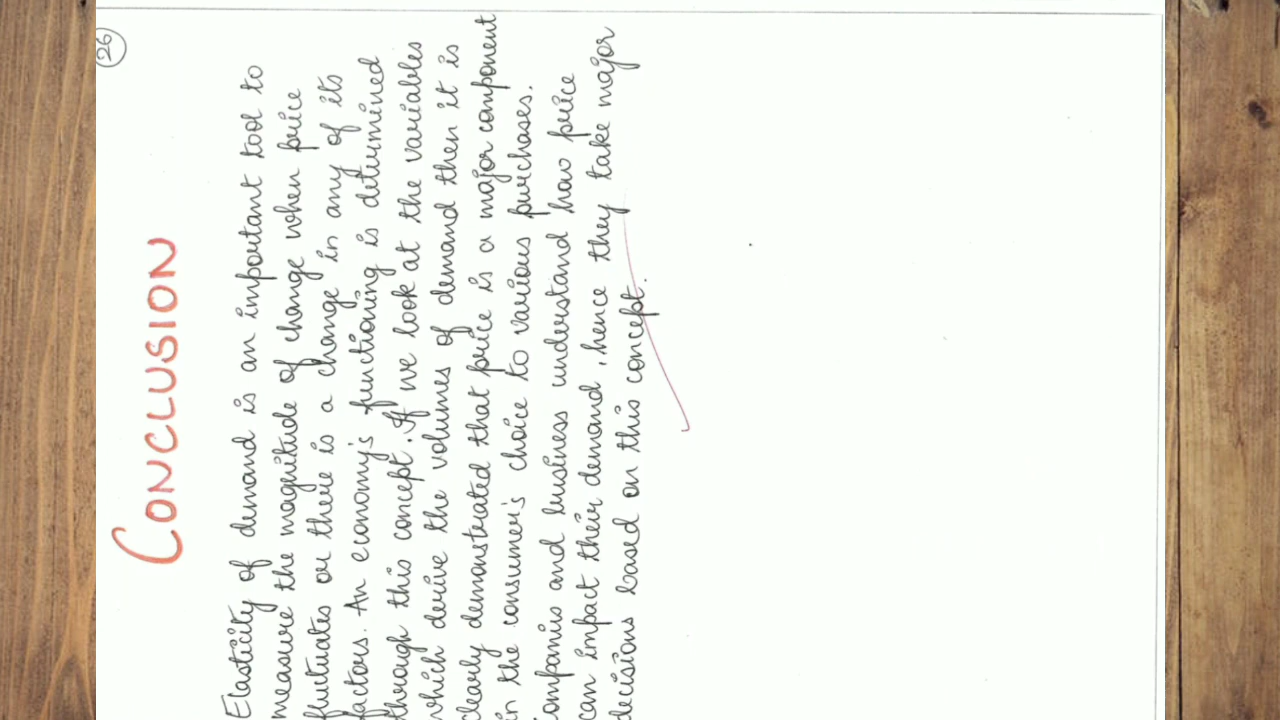 26
CONCLUSION
Elasticity of demand is an important tool to
measure the magnitude of change when price
fluctuates or there is a change in any of its
factors. An economy's functioning is determined
through this concept. If we look at the variables
which derive the volumes of demand then it is
clearly demonstrated that price is a major component
in the consumer's choice to various purchases.
Companies and business understand how price
can impact their demand, hence they take major
decisions based on this concept.